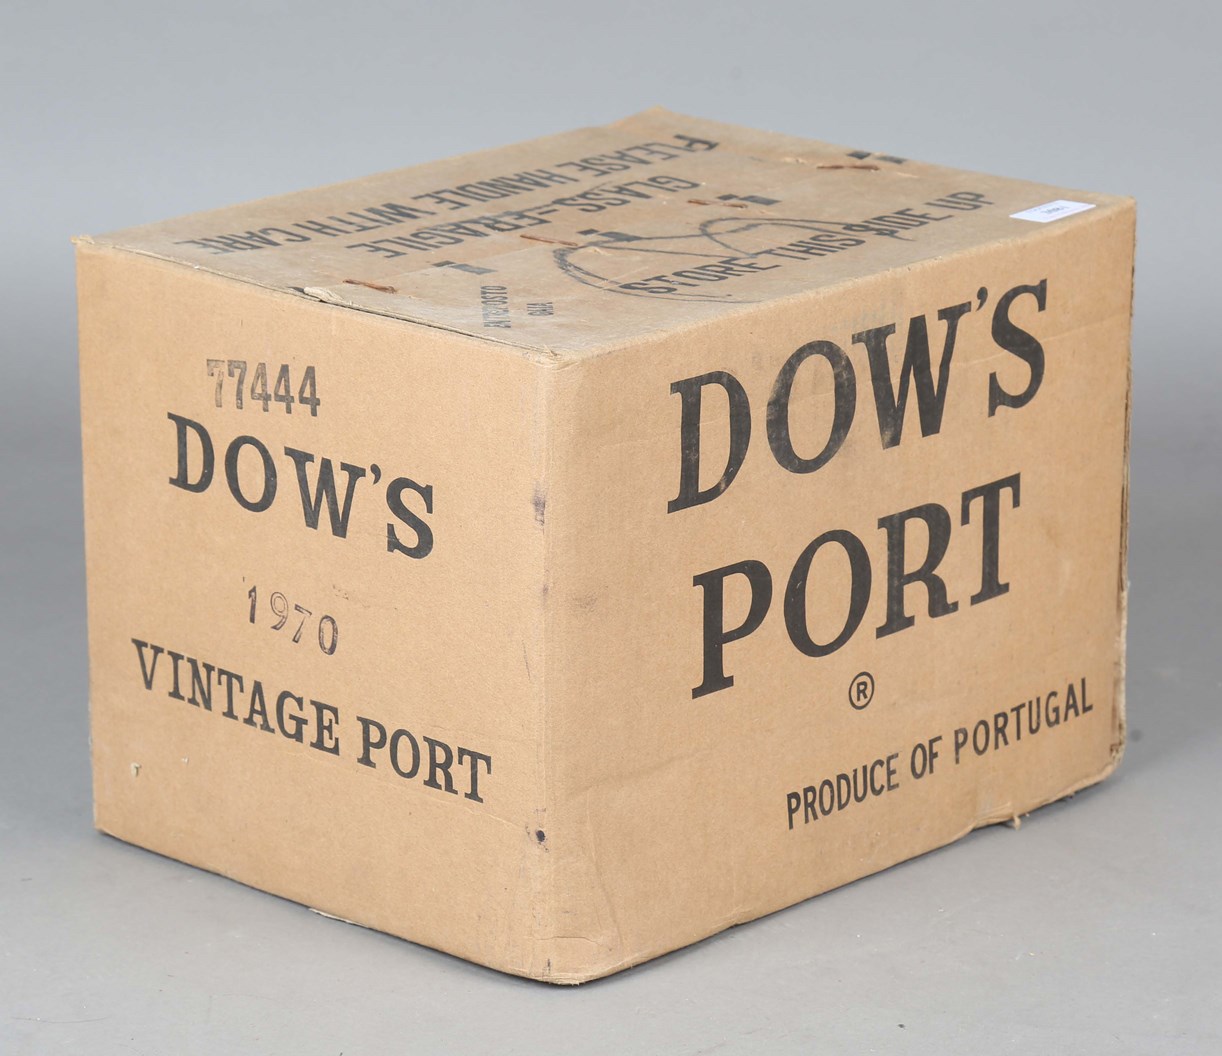 PLEASE HANDLE WITH CARE
GLASS-FRAGILE
STORE THIS SIDE UP
77444
DOW'S
1970
VINTAGE PORT
DOW'S
PORT
®
PRODUCE OF PORTUGAL